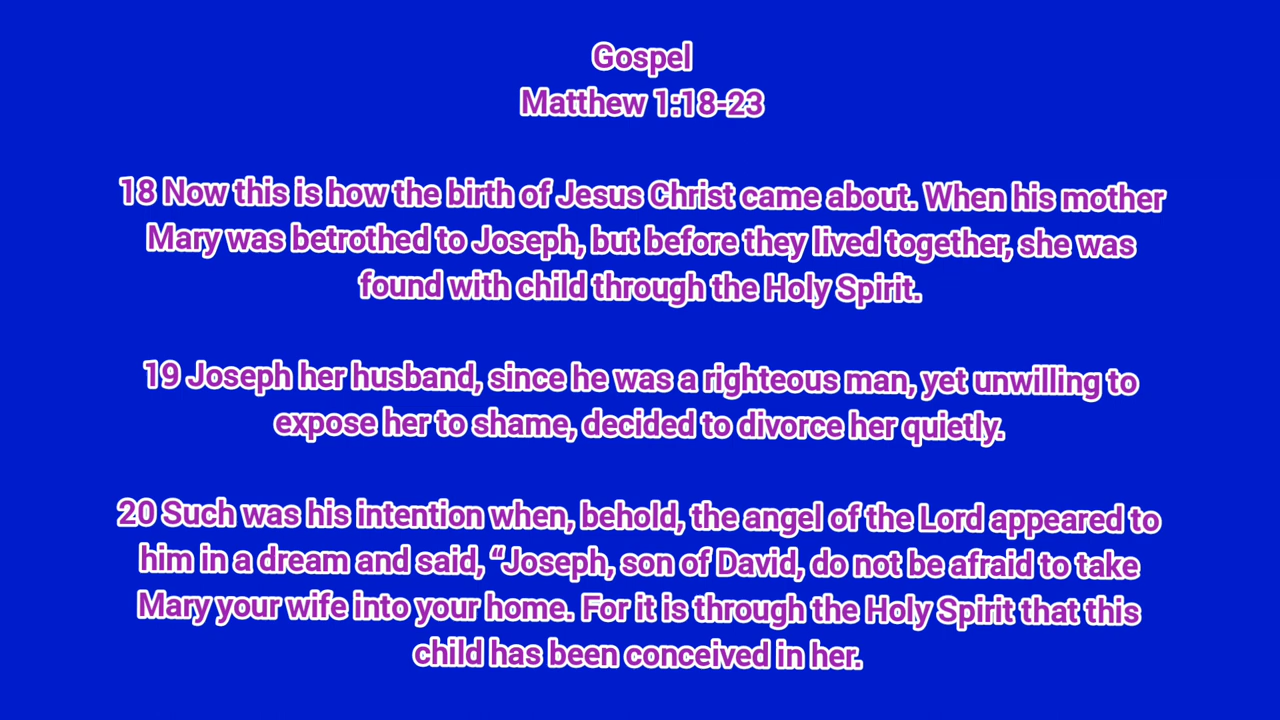 Gospel
Matthew 1:18-23
18 Now this is how the birth of Jesus Christ came about. When his mother
Mary was betrothed to Joseph, but before they lived together, she was
found with child through the Holy Spirit.
19 Joseph her husband, since he was a righteous man, yet unwilling to
expose her to shame, decided to divorce her quietly.
20 Such was his intention when, behold, the angel of the Lord appeared to
him in a dream and said, “Joseph, son of David, do not be afraid to take
Mary your wife into your home. For it is through the Holy Spirit that this
child has been conceived in her.